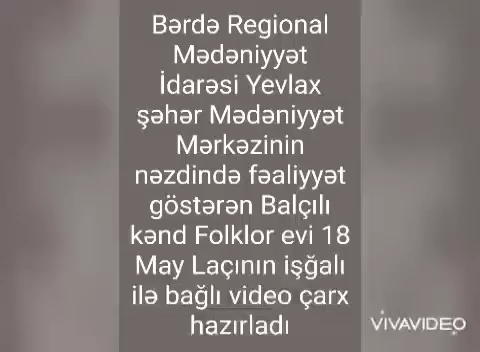 Bərdə Regional
Mədəniyyət
İdarəsi Yevlax
şəhər Mədəniyyət
Mərkəzinin
nəzdində fəaliyyət
göstərən Balçılı
kənd Folklor evi 18
May Laçının işğalı
ilə bağlı video çarx
hazırladı
VIVAVIDEO